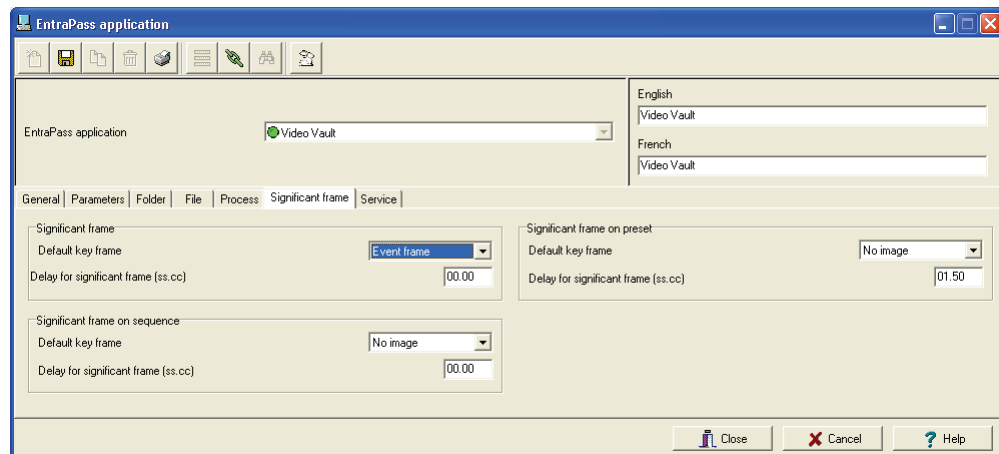 EntraPass application
English
Video Vault
EntraPass application
Video Vault
French
Video Vault
General
Parameters
Folder
File
Process
Significant frame
Service
Significant frame
Default key frame
Event frame
Delay for significant frame (ss.cc)
00.00
Significant frame on preset
Default key frame
No image
Delay for significant frame (ss.cc)
01.50
Significant frame on sequence
Default key frame
No image
Delay for significant frame (ss.cc)
00.00
Close
Cancel
? Help